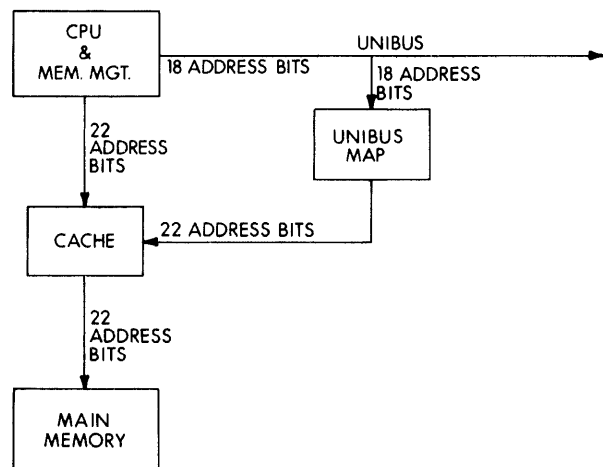 CPU
&
MEM. MGT.
UNIBUS
18 ADDRESS BITS
18 ADDRESS
BITS
22
ADDRESS
BITS
UNIBUS
MAP
CACHE
22 ADDRESS BITS
22
ADDRESS
BITS
MAIN
MEMORY